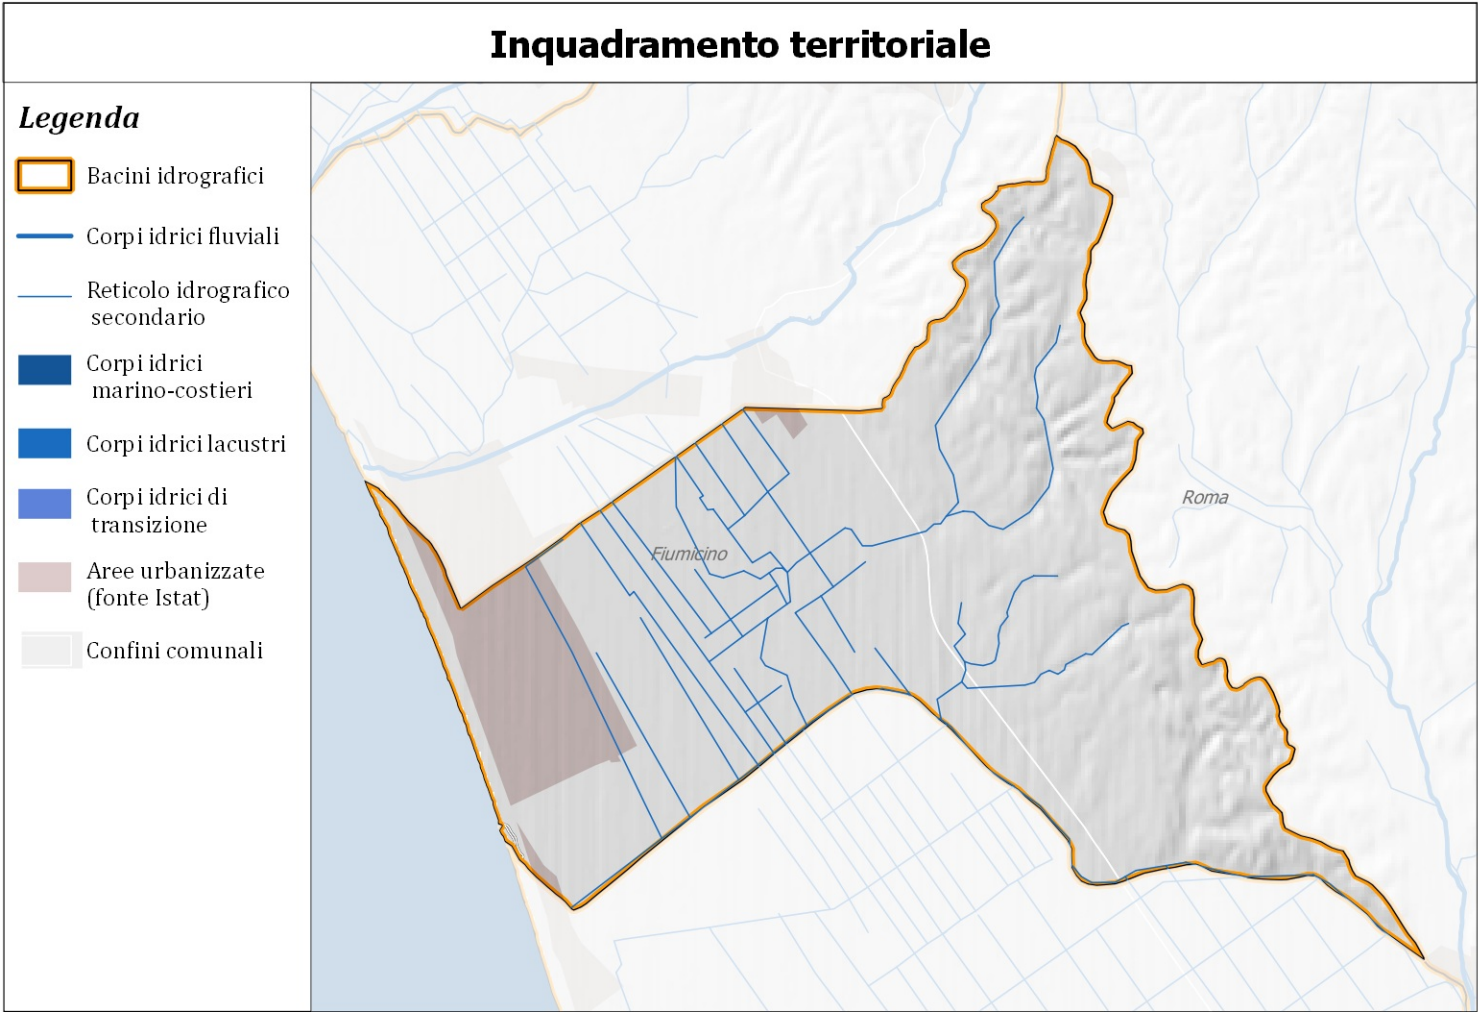 Inquadramento territoriale
Legenda
Bacini idrografici
Corpi idrici fluviali
Reticolo idrografico
secondario
Corpi idrici
marino-costieri
Corpi idrici lacustri
Corpi idrici di
transizione
Aree urbanizzate
(fonte Istat)
Confini comunali
Roma
Fiumicino